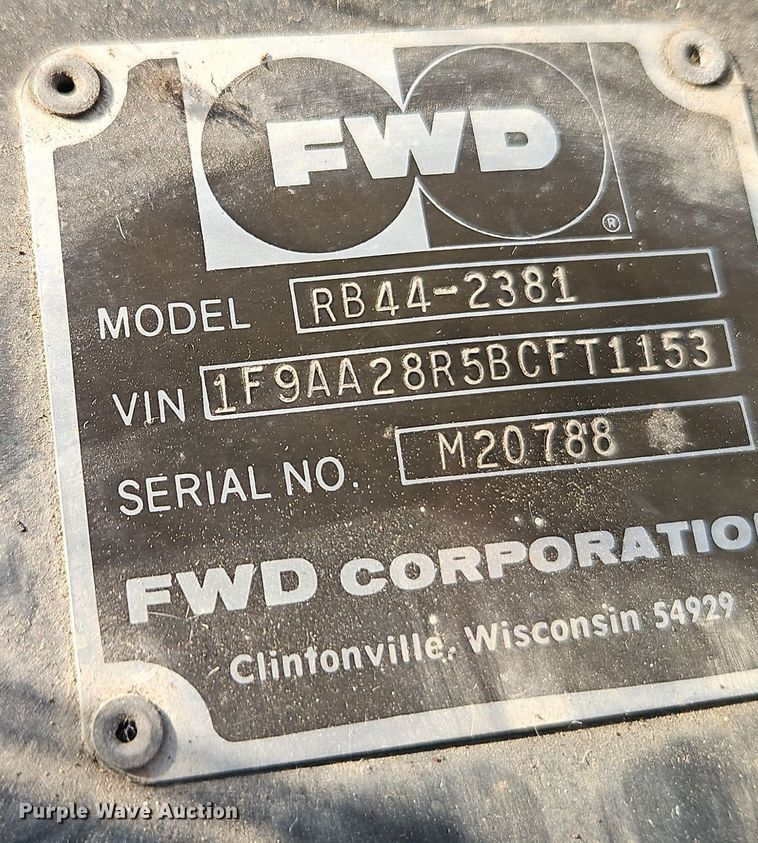 FWD
®
MODEL RB44-2381
VIN 1F9AA28R5BCFT1153
SERIAL NO. M20788
FWD CORPORATIO
Clintonville, Wisconsin 54929
Purple Wave Auction